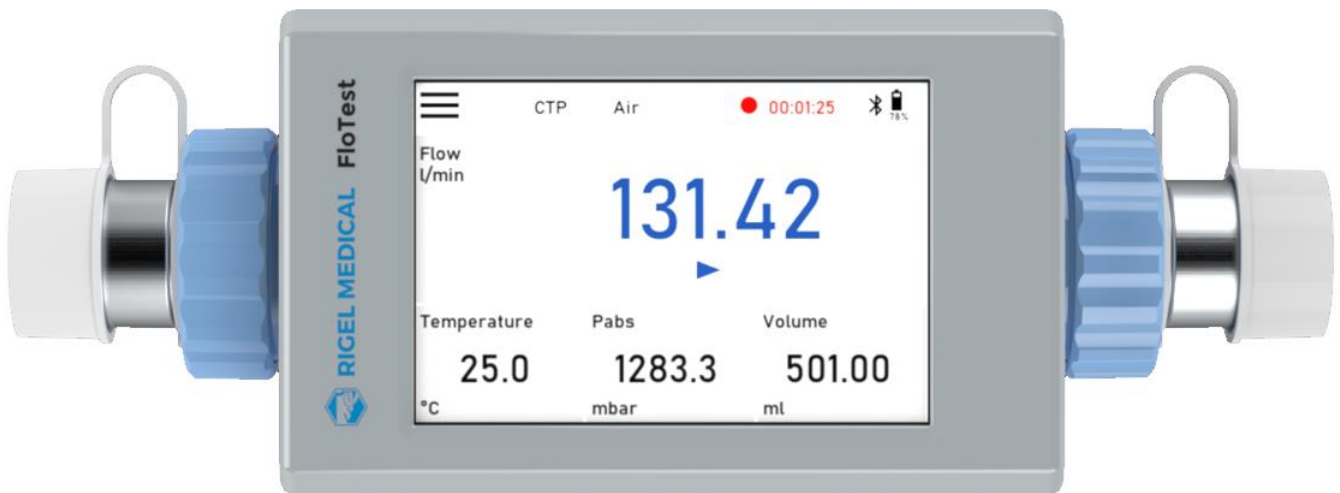 RIGEL MEDICAL FloTest
CTP Air 00:01:25
78%
Flow
l/min
131.42
Temperature Pabs Volume
25.0 1283.3 501.00
°C mbar ml